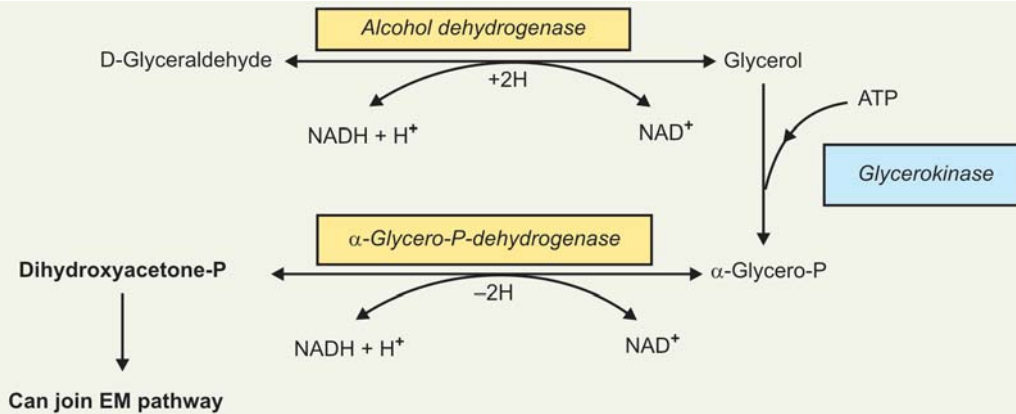 Alcohol dehydrogenase
D-Glyceraldehyde
Glycerol
+2H
ATP
NADH + H⁺
NAD⁺
Glycerokinase
α-Glycero-P-dehydrogenase
Dihydroxyacetone-P
α-Glycero-P
–2H
NADH + H⁺
NAD⁺
Can join EM pathway